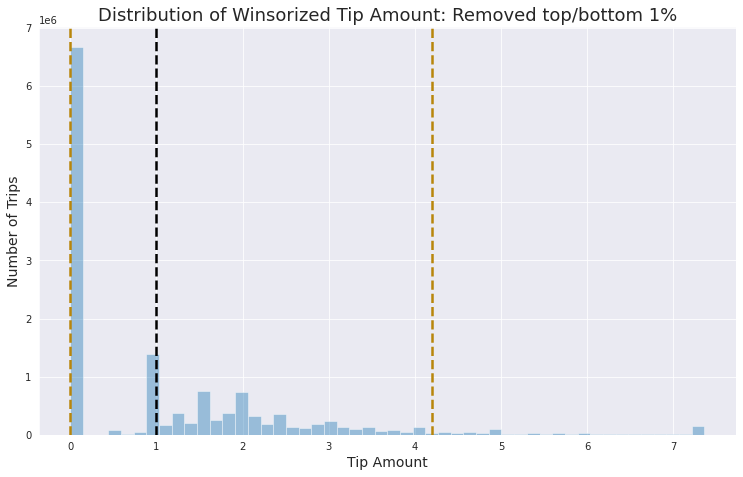 Distribution of Winsorized Tip Amount: Removed top/bottom 1%
1e6
7
6
5
4
3
2
1
0
Number of Trips
0 1 2 3 4 5 6 7
Tip Amount